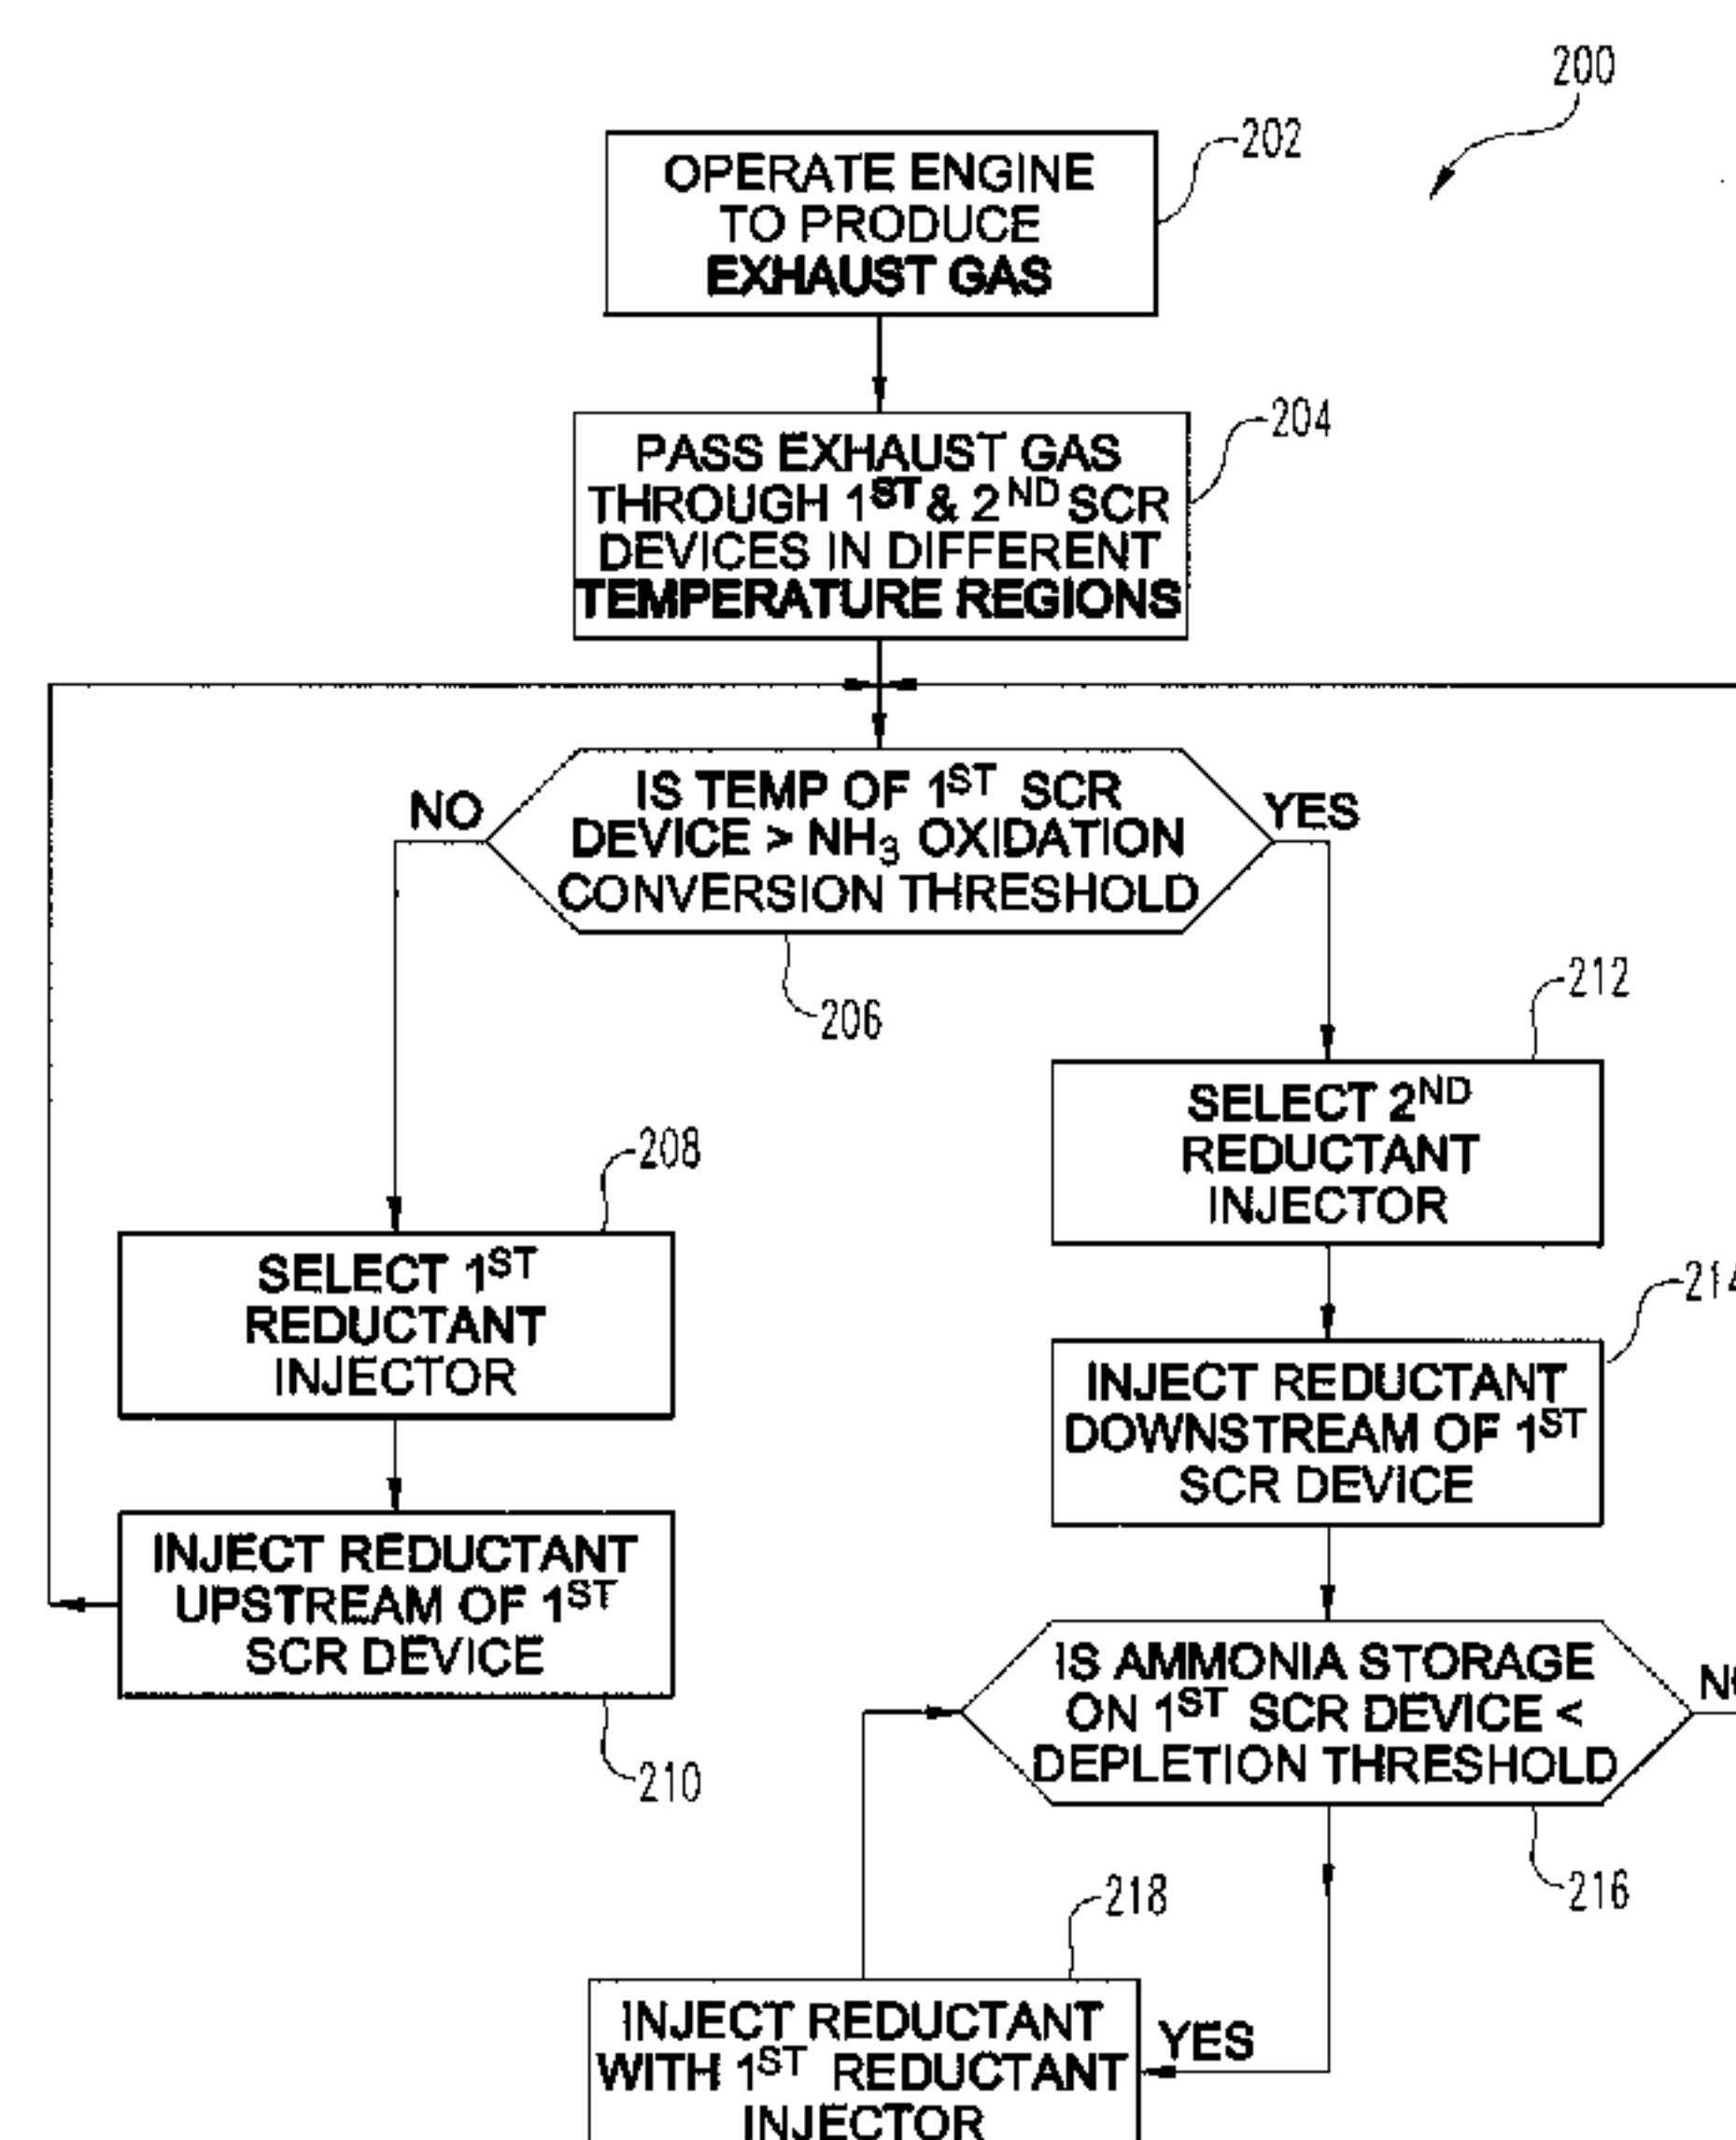 200
202
OPERATE ENGINE
TO PRODUCE
EXHAUST GAS
204
PASS EXHAUST GAS
THROUGH 1ST & 2ND SCR
DEVICES IN DIFFERENT
TEMPERATURE REGIONS
NO
IS TEMP OF 1ST SCR
DEVICE > NH3 OXIDATION
CONVERSION THRESHOLD
YES
206
212
SELECT 2ND
REDUCTANT
INJECTOR
208
SELECT 1ST
REDUCTANT
INJECTOR
214
INJECT REDUCTANT
DOWNSTREAM OF 1ST
SCR DEVICE
INJECT REDUCTANT
UPSTREAM OF 1ST
SCR DEVICE
210
IS AMMONIA STORAGE
ON 1ST SCR DEVICE <
DEPLETION THRESHOLD
NO
216
218
INJECT REDUCTANT
WITH 1ST REDUCTANT
INJECTOR
YES